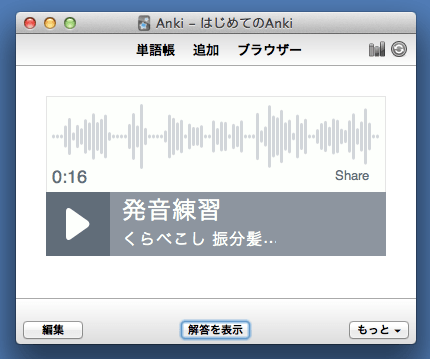 Anki - はじめてのAnki
単語帳 追加 ブラウザー
0:16
Share
発音練習
くらべこし 振分髪...
編集
解答を表示
もっと